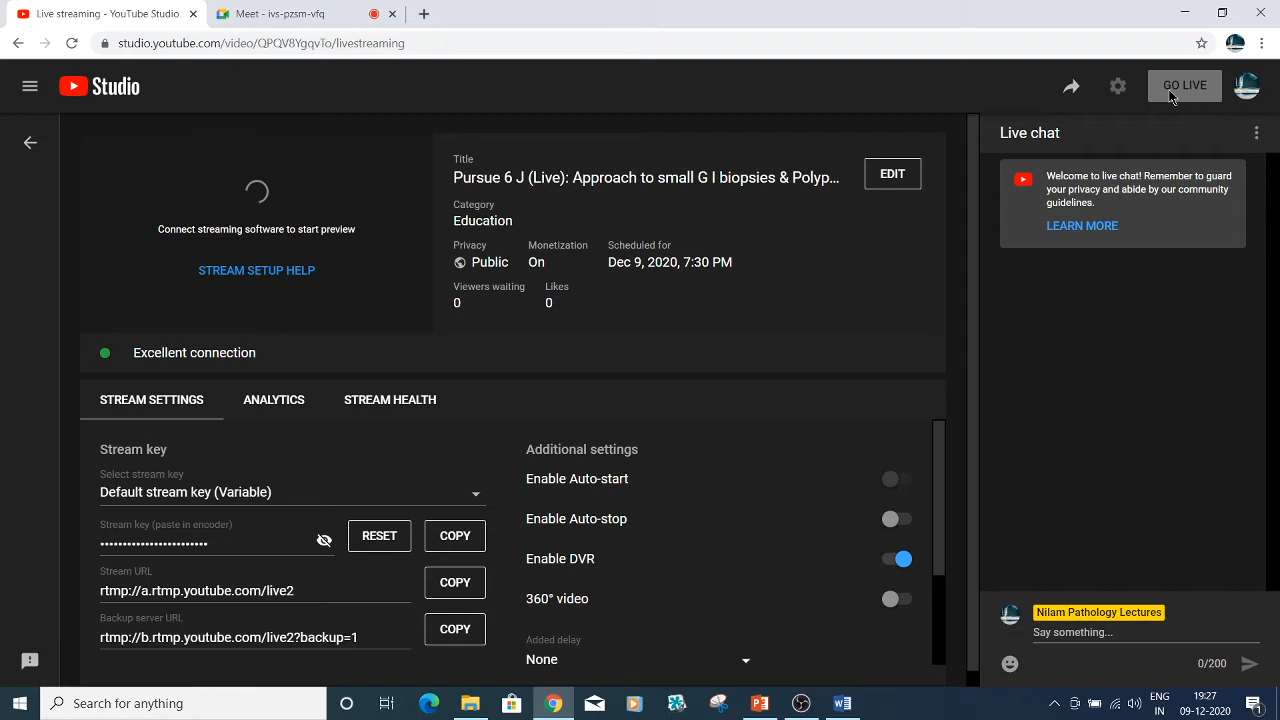 Live streaming - YouTube Studio
Meet - ivs-pzsm-vfq
studio.youtube.com/video/QPQV8YgqvTo/livestreaming
Studio
GO LIVE
Connect streaming software to start preview
STREAM SETUP HELP
Title
Pursue 6 J (Live): Approach to small G I biopsies & Polyp...
EDIT
Category
Education
Privacy
Monetization
Scheduled for
Public
On
Dec 9, 2020, 7:30 PM
Viewers waiting
Likes
0
0
Excellent connection
STREAM SETTINGS
ANALYTICS
STREAM HEALTH
Stream key
Select stream key
Default stream key (Variable)
Stream key (paste in encoder)
••••••••••••••••••••••••
RESET
COPY
Stream URL
rtmp://a.rtmp.youtube.com/live2
COPY
Backup server URL
rtmp://b.rtmp.youtube.com/live2?backup=1
COPY
Additional settings
Enable Auto-start
Enable Auto-stop
Enable DVR
360° video
Added delay
None
Live chat
Welcome to live chat! Remember to guard
your privacy and abide by our community
guidelines.
LEARN MORE
Nilam Pathology Lectures
Say something...
0/200
Search for anything
ENG
IN
19:27
09-12-2020
1